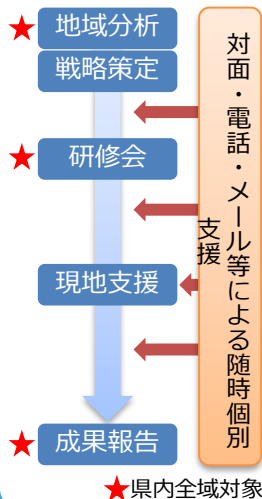 ★地域分析
戦略策定
★研修会
現地支援
★成果報告
対面・電話・メール等による随時個別
支援
★県内全域対象